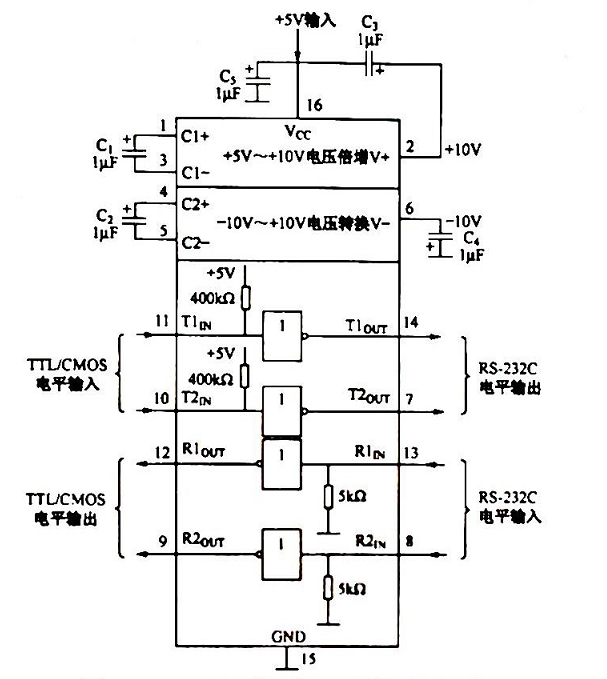 +5V输入
C3
1μF
C5
1μF
16
VCC
1
C1+
C1
1μF
+5V～+10V电压倍增V+
2
+10V
3
C1−
4
C2+
C2
1μF
−10V～+10V电压转换V−
6
−10V
5
C2−
C4
1μF
+5V
400kΩ
11
T1IN
1
T1OUT
14
TTL/CMOS
电平输入
+5V
400kΩ
RS-232C
电平输出
10
T2IN
1
T2OUT
7
12
R1OUT
1
R1IN
13
5kΩ
TTL/CMOS
电平输出
RS-232C
电平输入
9
R2OUT
1
R2IN
8
5kΩ
GND
15